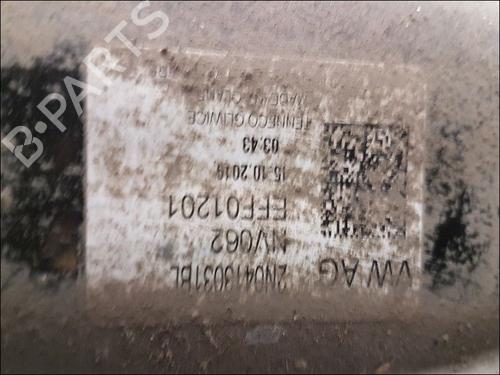 VW AG
2N0413031BL
NV062
EFF01201
15.10.2019
03:43
TENNECO GLIWICE
B-PARTS